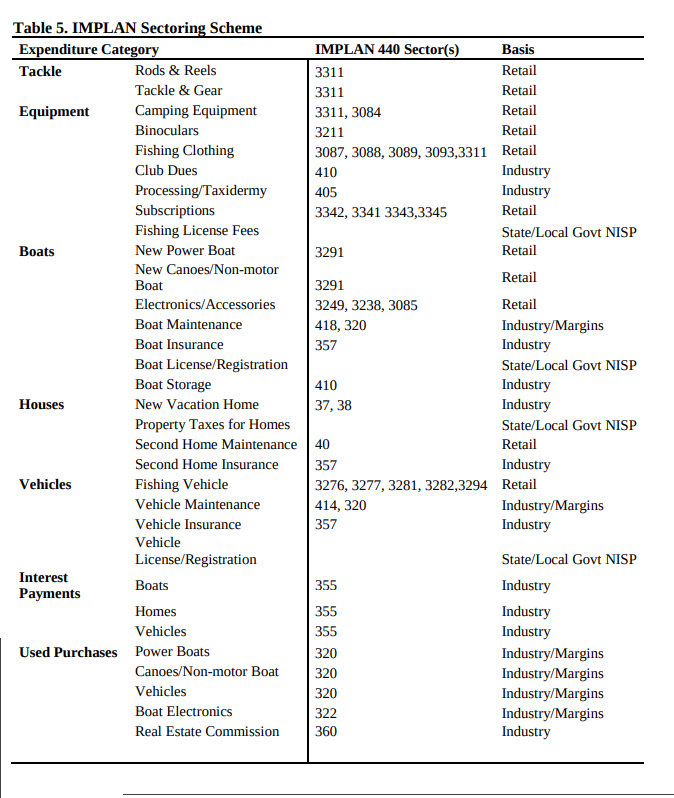 Table 5. IMPLAN Sectoring Scheme
Expenditure Category IMPLAN 440 Sector(s) Basis
Tackle Rods & Reels 3311 Retail
Tackle & Gear 3311 Retail
Equipment Camping Equipment 3311, 3084 Retail
Binoculars 3211 Retail
Fishing Clothing 3087, 3088, 3089, 3093,3311 Retail
Club Dues 410 Industry
Processing/Taxidermy 405 Industry
Subscriptions 3342, 3341 3343,3345 Retail
Fishing License Fees State/Local Govt NISP
Boats New Power Boat 3291 Retail
New Canoes/Non-motor
Boat 3291 Retail
Electronics/Accessories 3249, 3238, 3085 Retail
Boat Maintenance 418, 320 Industry/Margins
Boat Insurance 357 Industry
Boat License/Registration State/Local Govt NISP
Boat Storage 410 Industry
Houses New Vacation Home 37, 38 Industry
Property Taxes for Homes State/Local Govt NISP
Second Home Maintenance 40 Retail
Second Home Insurance 357 Industry
Vehicles Fishing Vehicle 3276, 3277, 3281, 3282,3294 Retail
Vehicle Maintenance 414, 320 Industry/Margins
Vehicle Insurance 357 Industry
Vehicle
License/Registration State/Local Govt NISP
Interest
Payments Boats 355 Industry
Homes 355 Industry
Vehicles 355 Industry
Used Purchases Power Boats 320 Industry/Margins
Canoes/Non-motor Boat 320 Industry/Margins
Vehicles 320 Industry/Margins
Boat Electronics 322 Industry/Margins
Real Estate Commission 360 Industry